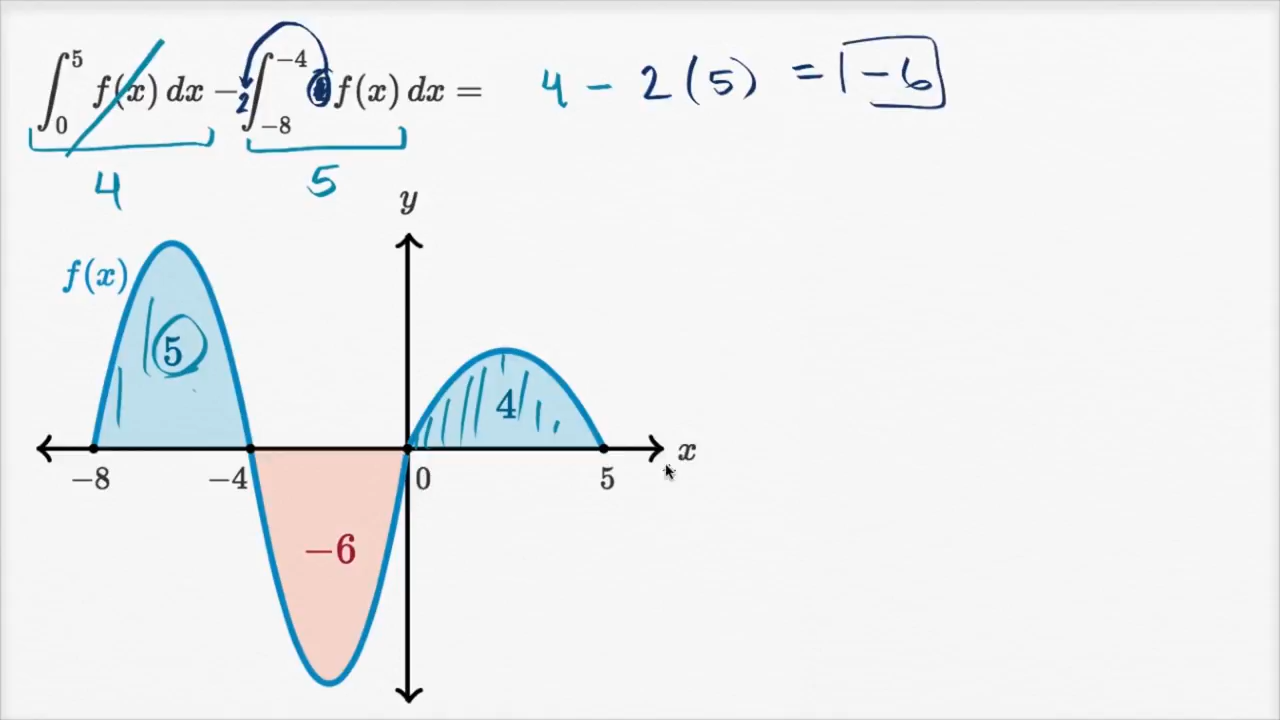 ∫₀⁵ f(x) dx − 2 ∫₋₈⁻⁴ f(x) dx = 4 − 2 (5) = −6
4 5
y
f(x)
5 4
x
−8 −4 0 5
−6